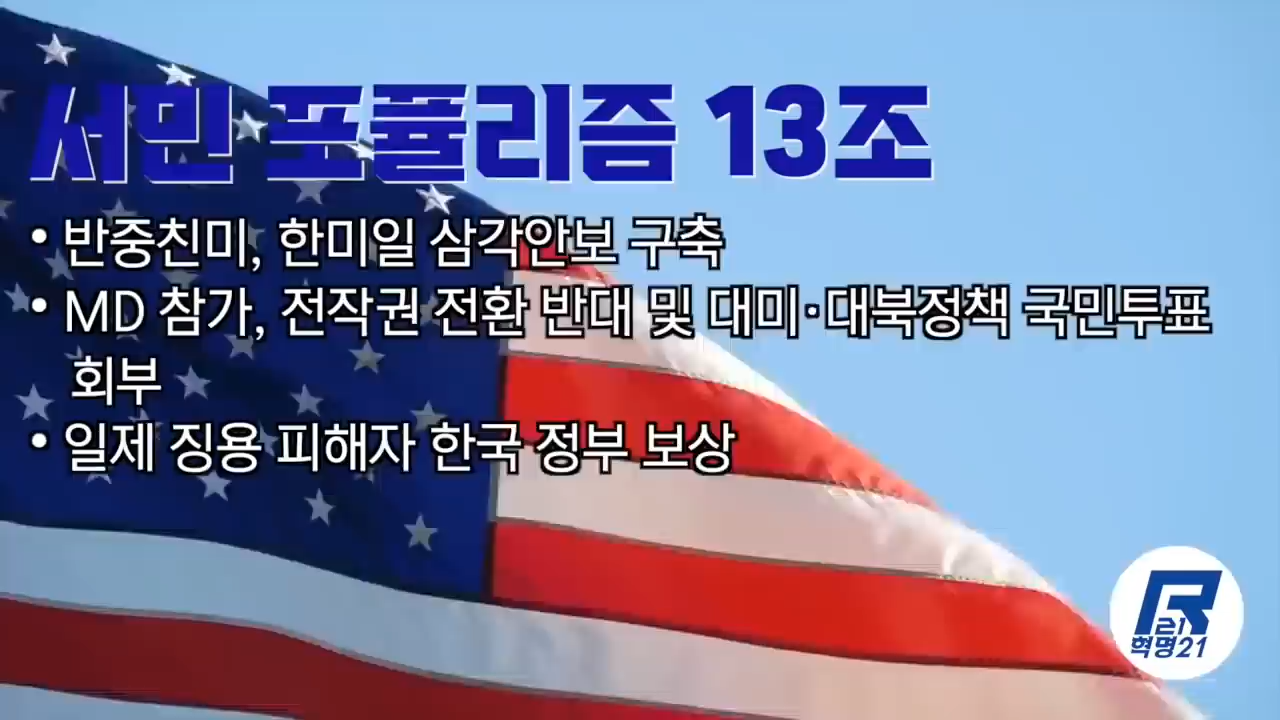 서민 포퓰리즘 13조
• 반중친미, 한미일 삼각안보 구축
• MD 참가, 전작권 전환 반대 및 대미·대북정책 국민투표
회부
• 일제 징용 피해자 한국 정부 보상
R
21
혁명21